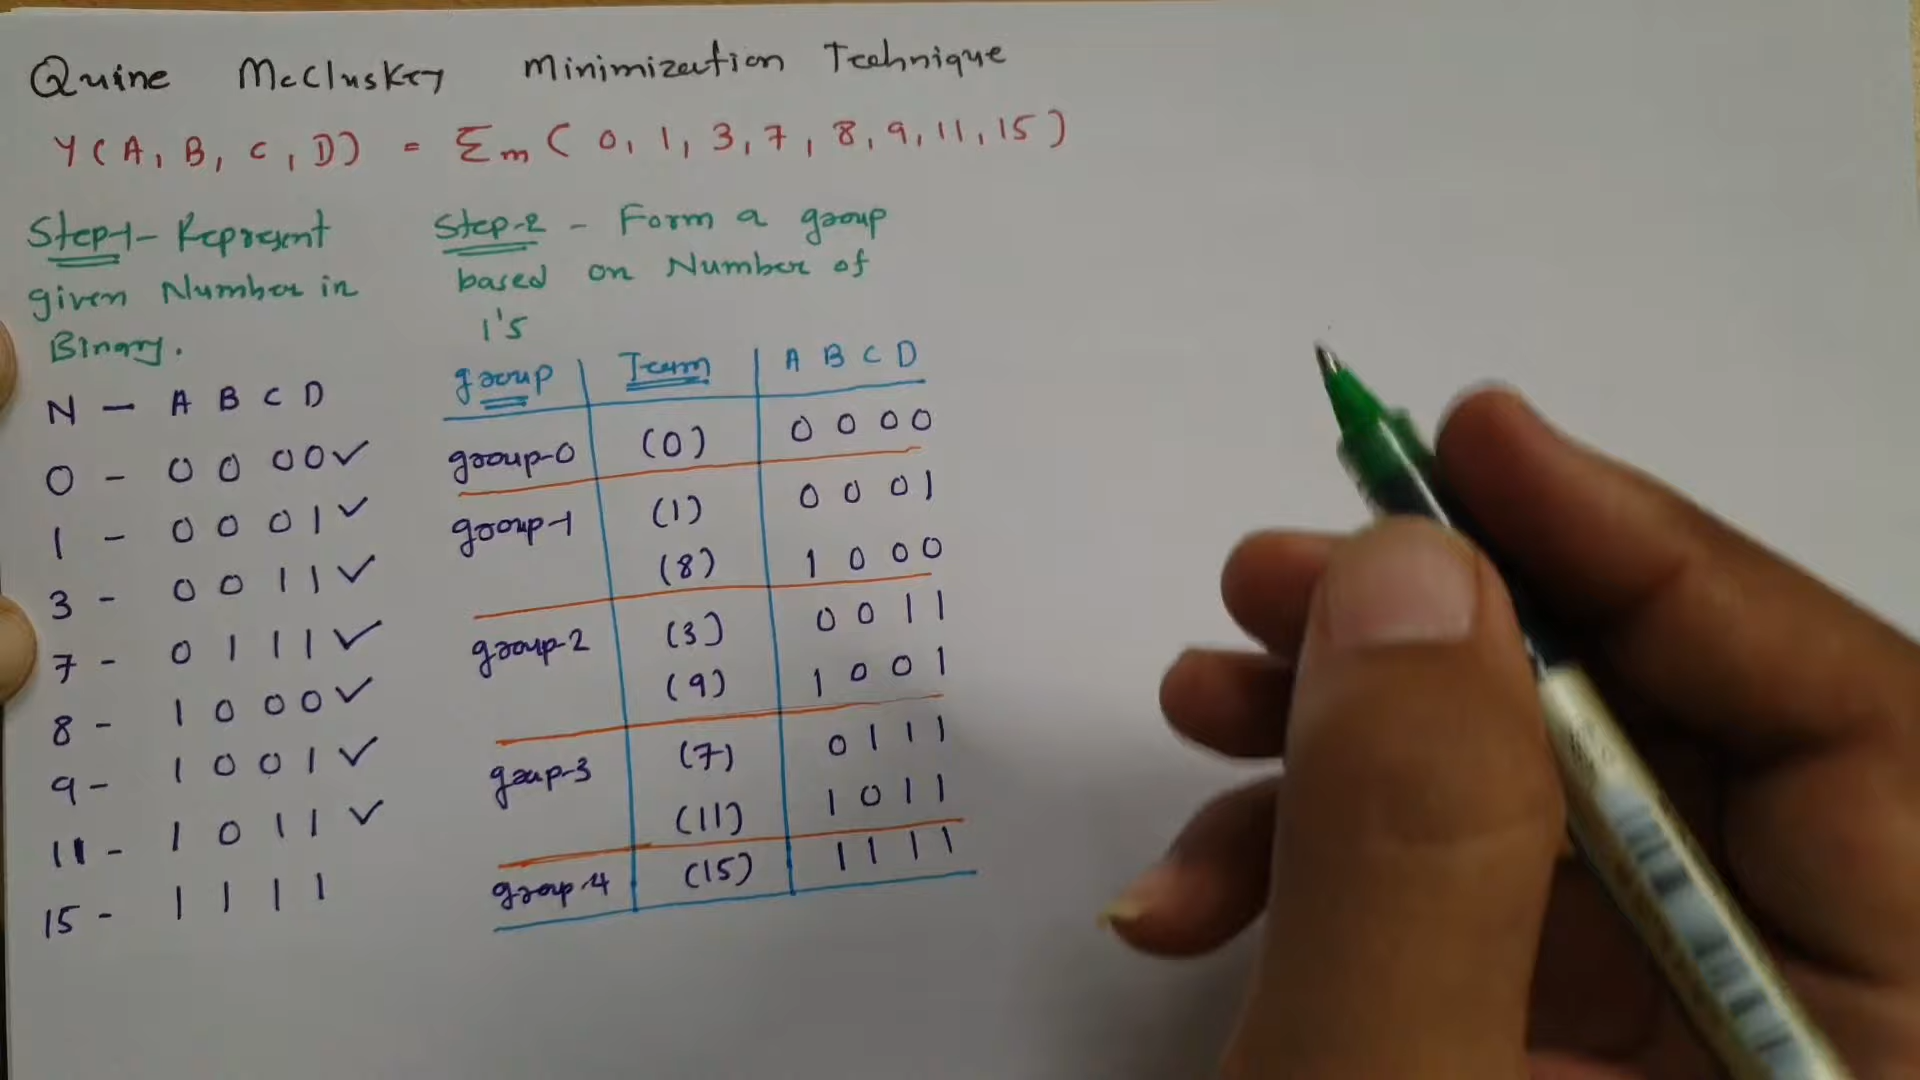 Quine McCluskey Minimization Technique
Y(A, B, C, D) = Σm ( 0, 1, 3, 7, 8, 9, 11, 15 )
Step-1- Represent
given Number in
Binary.
N - A B C D
0 - 0 0 0 0 ✓
1 - 0 0 0 1 ✓
3 - 0 0 1 1 ✓
7 - 0 1 1 1 ✓
8 - 1 0 0 0 ✓
9 - 1 0 0 1 ✓
11 - 1 0 1 1 ✓
15 - 1 1 1 1
Step-2 - Form a group
based on Number of
1's
group Team A B C D
group-0 (0) 0 0 0 0
group-1 (1) 0 0 0 1
(8) 1 0 0 0
group-2 (3) 0 0 1 1
(9) 1 0 0 1
group-3 (7) 0 1 1 1
(11) 1 0 1 1
group-4 (15) 1 1 1 1